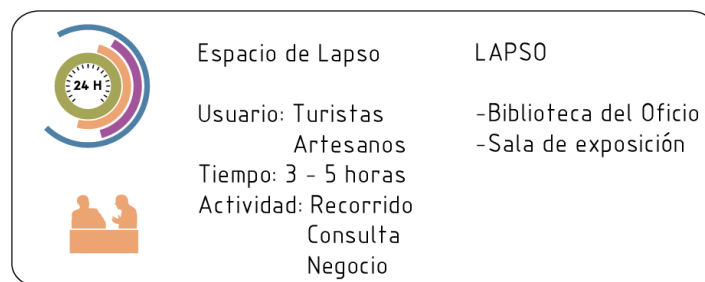 24 H
Espacio de Lapso
Usuario: Turistas
Artesanos
Tiempo: 3 - 5 horas
Actividad: Recorrido
Consulta
Negocio
LAPSO
-Biblioteca del Oficio
-Sala de exposición